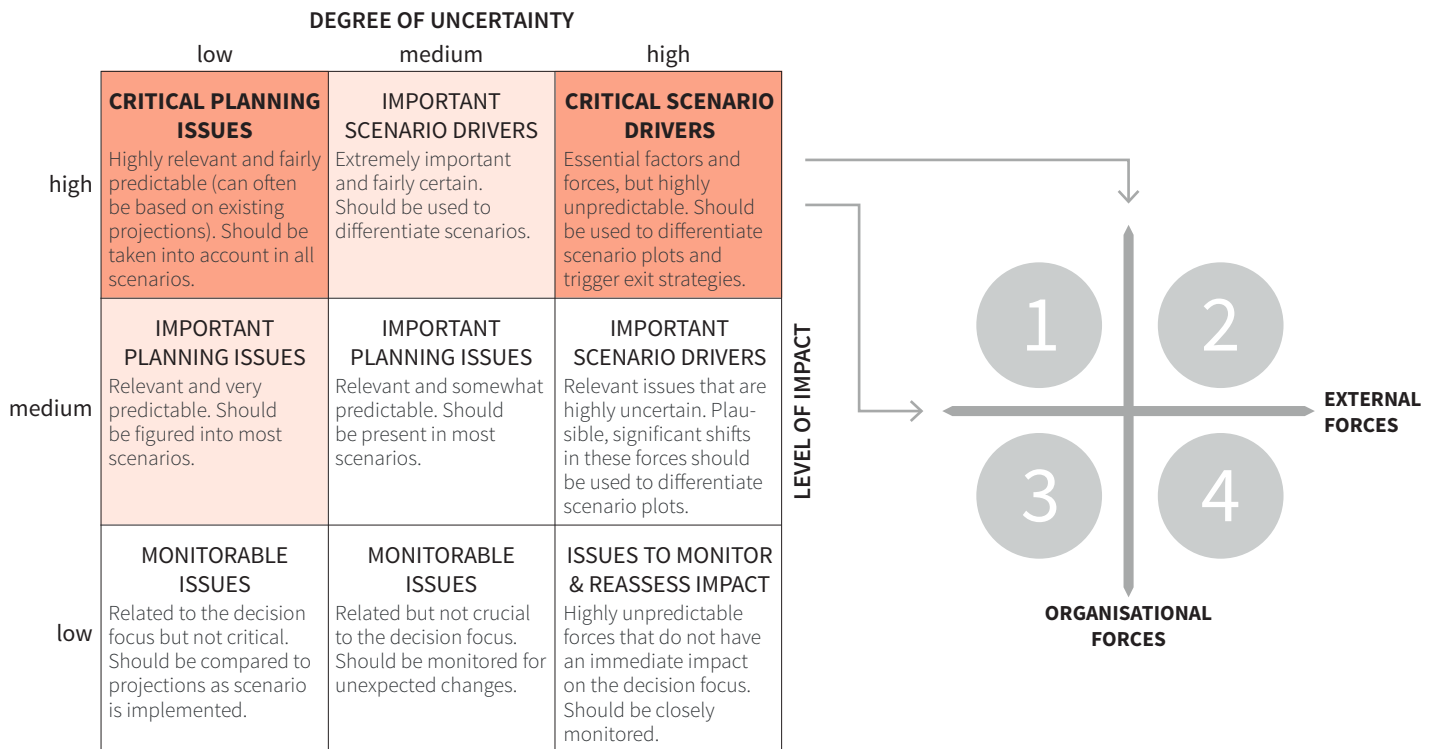 DEGREE OF UNCERTAINTY
low
medium
high
high
CRITICAL PLANNING
ISSUES
Highly relevant and fairly
predictable (can often
be based on existing
projections). Should be
taken into account in all
scenarios.
IMPORTANT
SCENARIO DRIVERS
Extremely important
and fairly certain.
Should be used to
differentiate scenarios.
CRITICAL SCENARIO
DRIVERS
Essential factors and
forces, but highly
unpredictable. Should
be used to differentiate
scenario plots and
trigger exit strategies.
medium
IMPORTANT
PLANNING ISSUES
Relevant and very
predictable. Should
be figured into most
scenarios.
IMPORTANT
PLANNING ISSUES
Relevant and somewhat
predictable. Should
be present in most
scenarios.
IMPORTANT
SCENARIO DRIVERS
Relevant issues that are
highly uncertain. Plau-
sible, significant shifts
in these forces should
be used to differentiate
scenario plots.
low
MONITORABLE
ISSUES
Related to the decision
focus but not critical.
Should be compared to
projections as scenario
is implemented.
MONITORABLE
ISSUES
Related but not crucial
to the decision focus.
Should be monitored for
unexpected changes.
ISSUES TO MONITOR
& REASSESS IMPACT
Highly unpredictable
forces that do not have
an immediate impact
on the decision focus.
Should be closely
monitored.
LEVEL OF IMPACT
1
2
3
4
EXTERNAL
FORCES
ORGANISATIONAL
FORCES